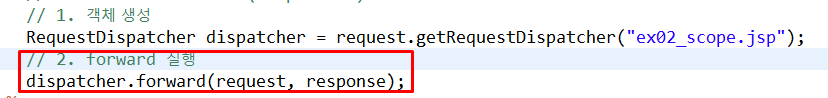 // 1. 객체 생성
RequestDispatcher dispatcher = request.getRequestDispatcher("ex02_scope.jsp");
// 2. forward 실행
dispatcher.forward(request, response);